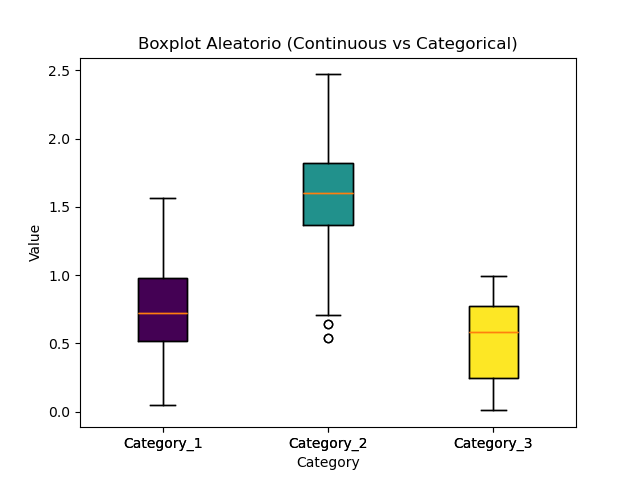 Boxplot Aleatorio (Continuous vs Categorical)
2.5
2.0
1.5
1.0
0.5
0.0
Value
Category_1 Category_2 Category_3
Category